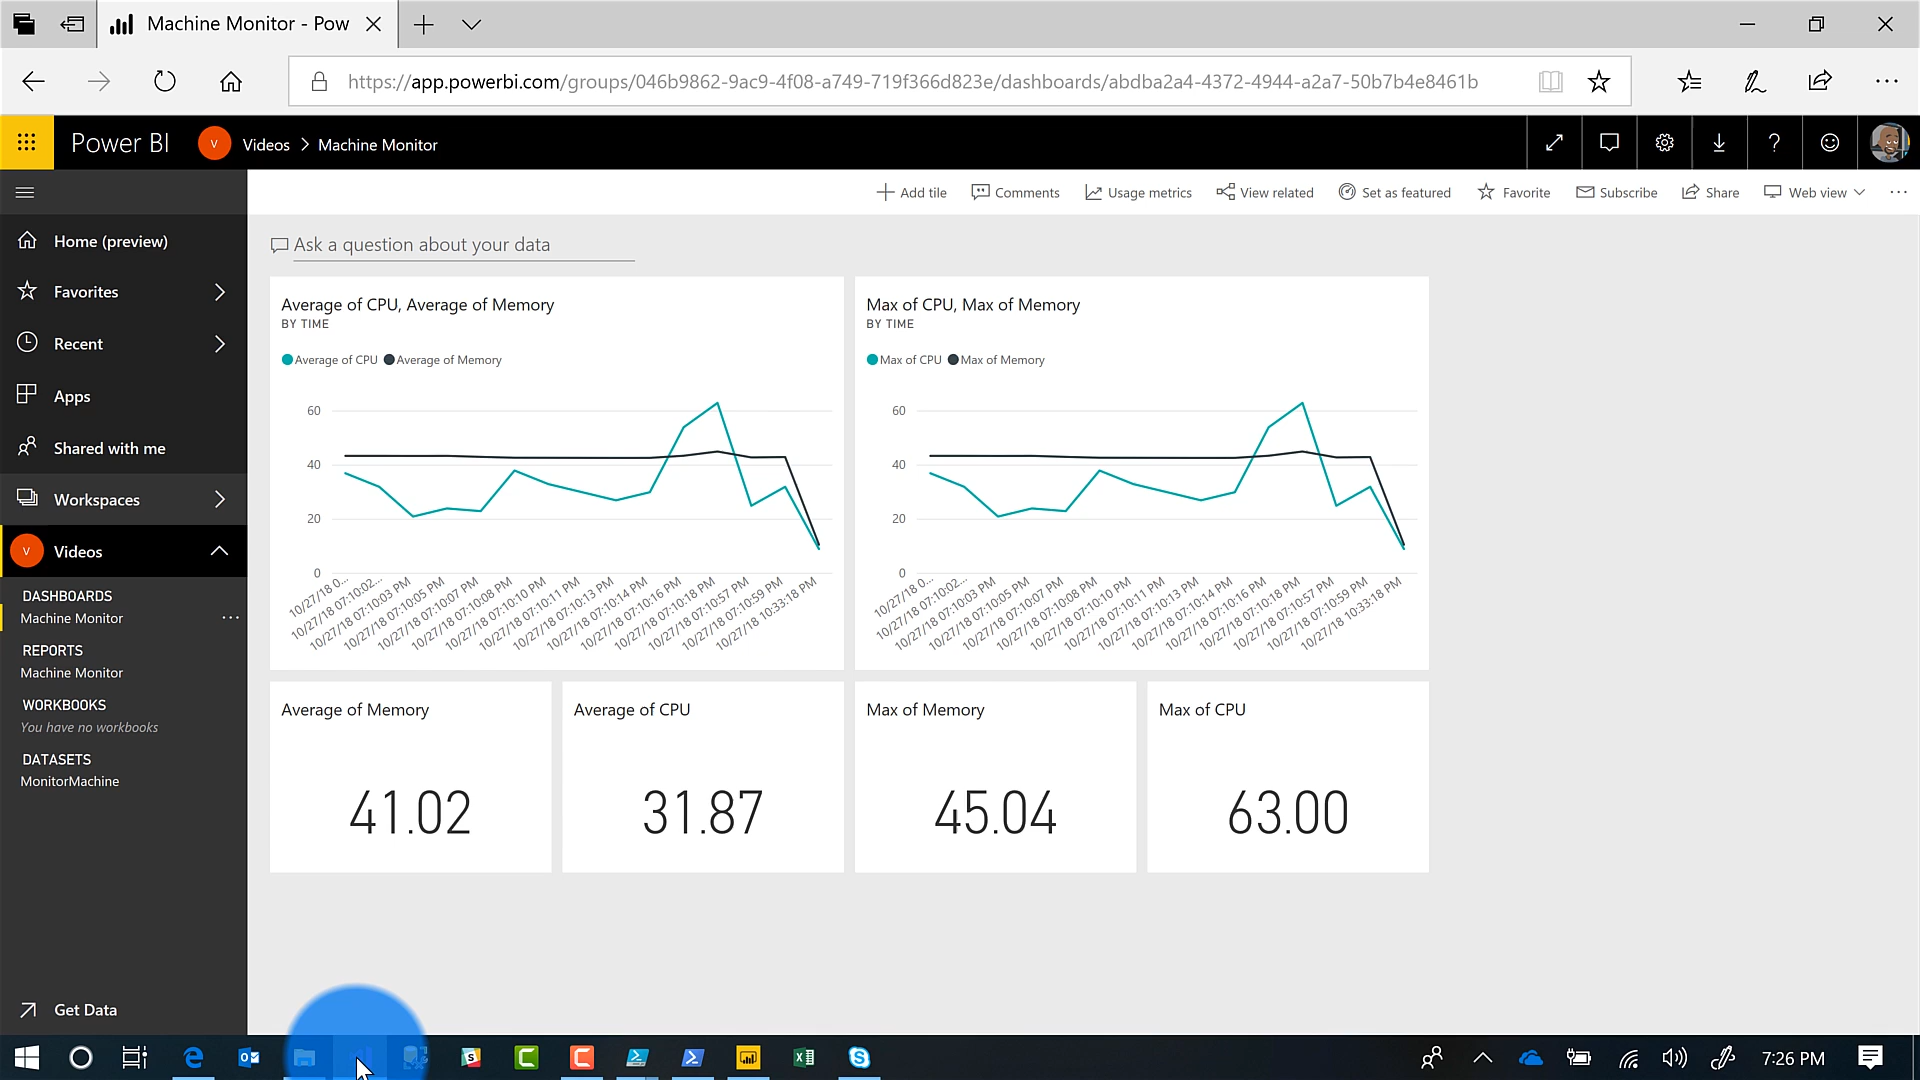 Machine Monitor - Pow
https://app.powerbi.com/groups/046b9862-9ac9-4f08-a749-719f366d823e/dashboards/abdba2a4-4372-4944-a2a7-50b7b4e8461b
Power BI
V
Videos > Machine Monitor
?
Add tile
Comments
Usage metrics
View related
Set as featured
Favorite
Subscribe
Share
Web view
Home (preview)
Favorites
Recent
Apps
Shared with me
Workspaces
V
Videos
DASHBOARDS
Machine Monitor
REPORTS
Machine Monitor
WORKBOOKS
You have no workbooks
DATASETS
MonitorMachine
Get Data
Ask a question about your data
Average of CPU, Average of Memory
BY TIME
Average of CPU Average of Memory
60
40
20
0
10/27/18 0...
10/27/18 07:10:02...
10/27/18 07:10:03 PM
10/27/18 07:10:05 PM
10/27/18 07:10:07 PM
10/27/18 07:10:08 PM
10/27/18 07:10:10 PM
10/27/18 07:10:11 PM
10/27/18 07:10:13 PM
10/27/18 07:10:14 PM
10/27/18 07:10:16 PM
10/27/18 07:10:18 PM
10/27/18 07:10:57 PM
10/27/18 07:10:59 PM
10/27/18 10:33:18 PM
Max of CPU, Max of Memory
BY TIME
Max of CPU Max of Memory
60
40
20
0
10/27/18 0...
10/27/18 07:10:02...
10/27/18 07:10:03 PM
10/27/18 07:10:05 PM
10/27/18 07:10:07 PM
10/27/18 07:10:08 PM
10/27/18 07:10:10 PM
10/27/18 07:10:11 PM
10/27/18 07:10:13 PM
10/27/18 07:10:14 PM
10/27/18 07:10:16 PM
10/27/18 07:10:18 PM
10/27/18 07:10:57 PM
10/27/18 07:10:59 PM
10/27/18 10:33:18 PM
Average of Memory
41.02
Average of CPU
31.87
Max of Memory
45.04
Max of CPU
63.00
7:26 PM